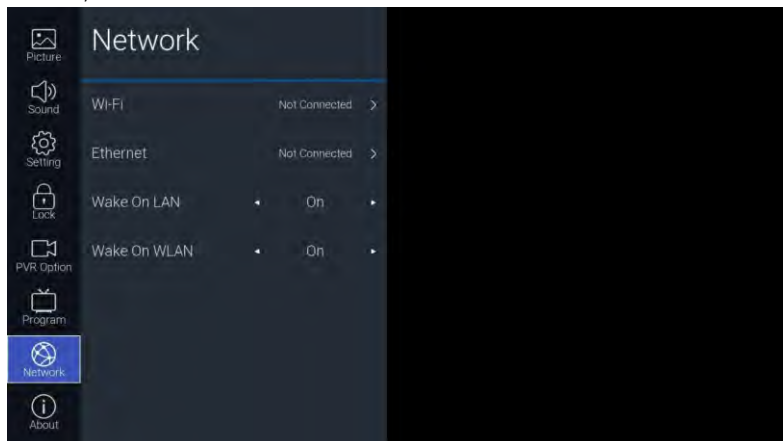 Picture
Sound
Setting
Lock
PVR Option
Program
Network
About
Network
Wi-Fi Not Connected >
Ethernet Not Connected >
Wake On LAN ◂ On ▸
Wake On WLAN ◂ On ▸